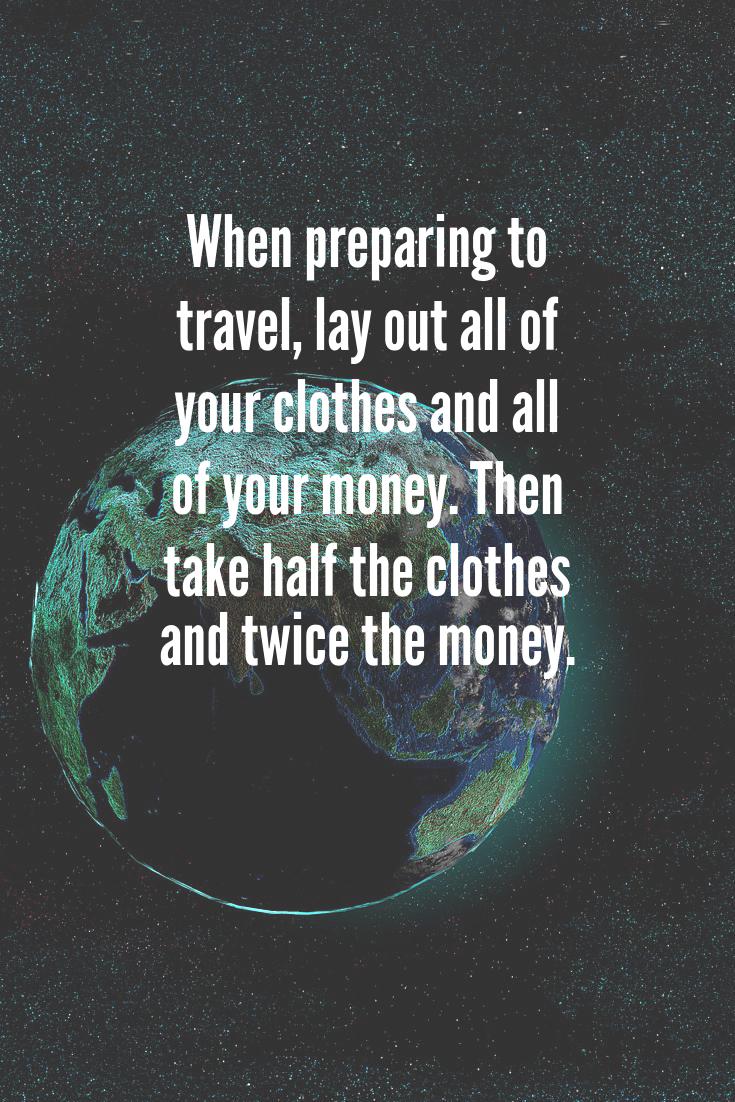 When preparing to
travel, lay out all of
your clothes and all
of your money. Then
take half the clothes
and twice the money.